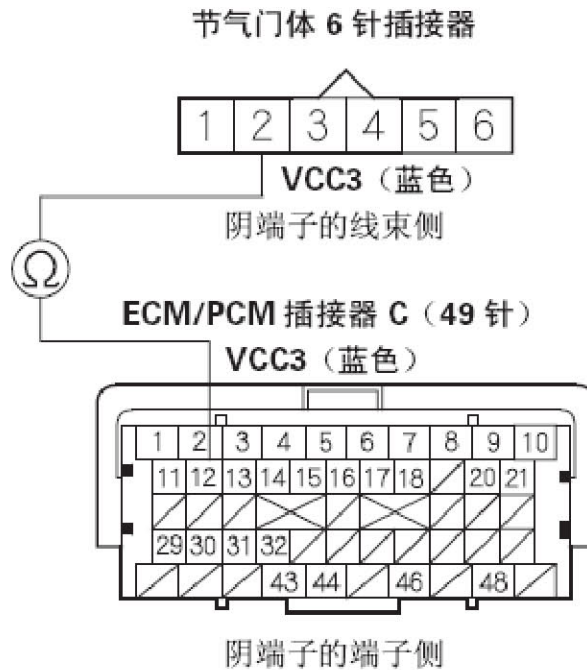 节气门体 6 针插接器
1 2 3 4 5 6
VCC3（蓝色）
阴端子的线束侧
Ω
ECM/PCM 插接器 C（49 针）
VCC3（蓝色）
1 2 3 4 5 6 7 8 9 10
11 12 13 14 15 16 17 18 20 21
29 30 31 32
43 44 46 48
阴端子的端子侧